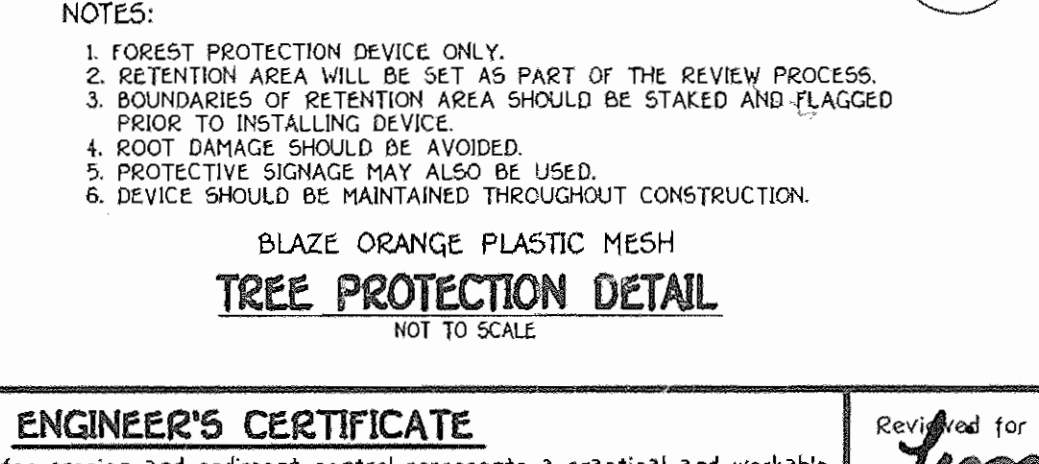 NOTES:
1. FOREST PROTECTION DEVICE ONLY.
2. RETENTION AREA WILL BE SET AS PART OF THE REVIEW PROCESS.
3. BOUNDARIES OF RETENTION AREA SHOULD BE STAKED AND FLAGGED
PRIOR TO INSTALLING DEVICE.
4. ROOT DAMAGE SHOULD BE AVOIDED.
5. PROTECTIVE SIGNAGE MAY ALSO BE USED.
6. DEVICE SHOULD BE MAINTAINED THROUGHOUT CONSTRUCTION.
BLAZE ORANGE PLASTIC MESH
TREE PROTECTION DETAIL
NOT TO SCALE
ENGINEER'S CERTIFICATE
Reviewed for
for erosion and sediment control represents a practical and workable